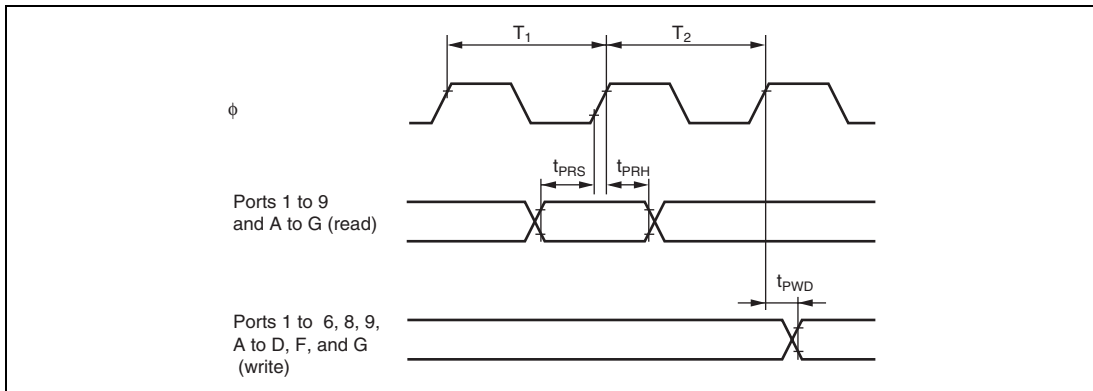 T1 T2
ϕ
tPRS tPRH
Ports 1 to 9
and A to G (read)
tPWD
Ports 1 to 6, 8, 9,
A to D, F, and G
(write)